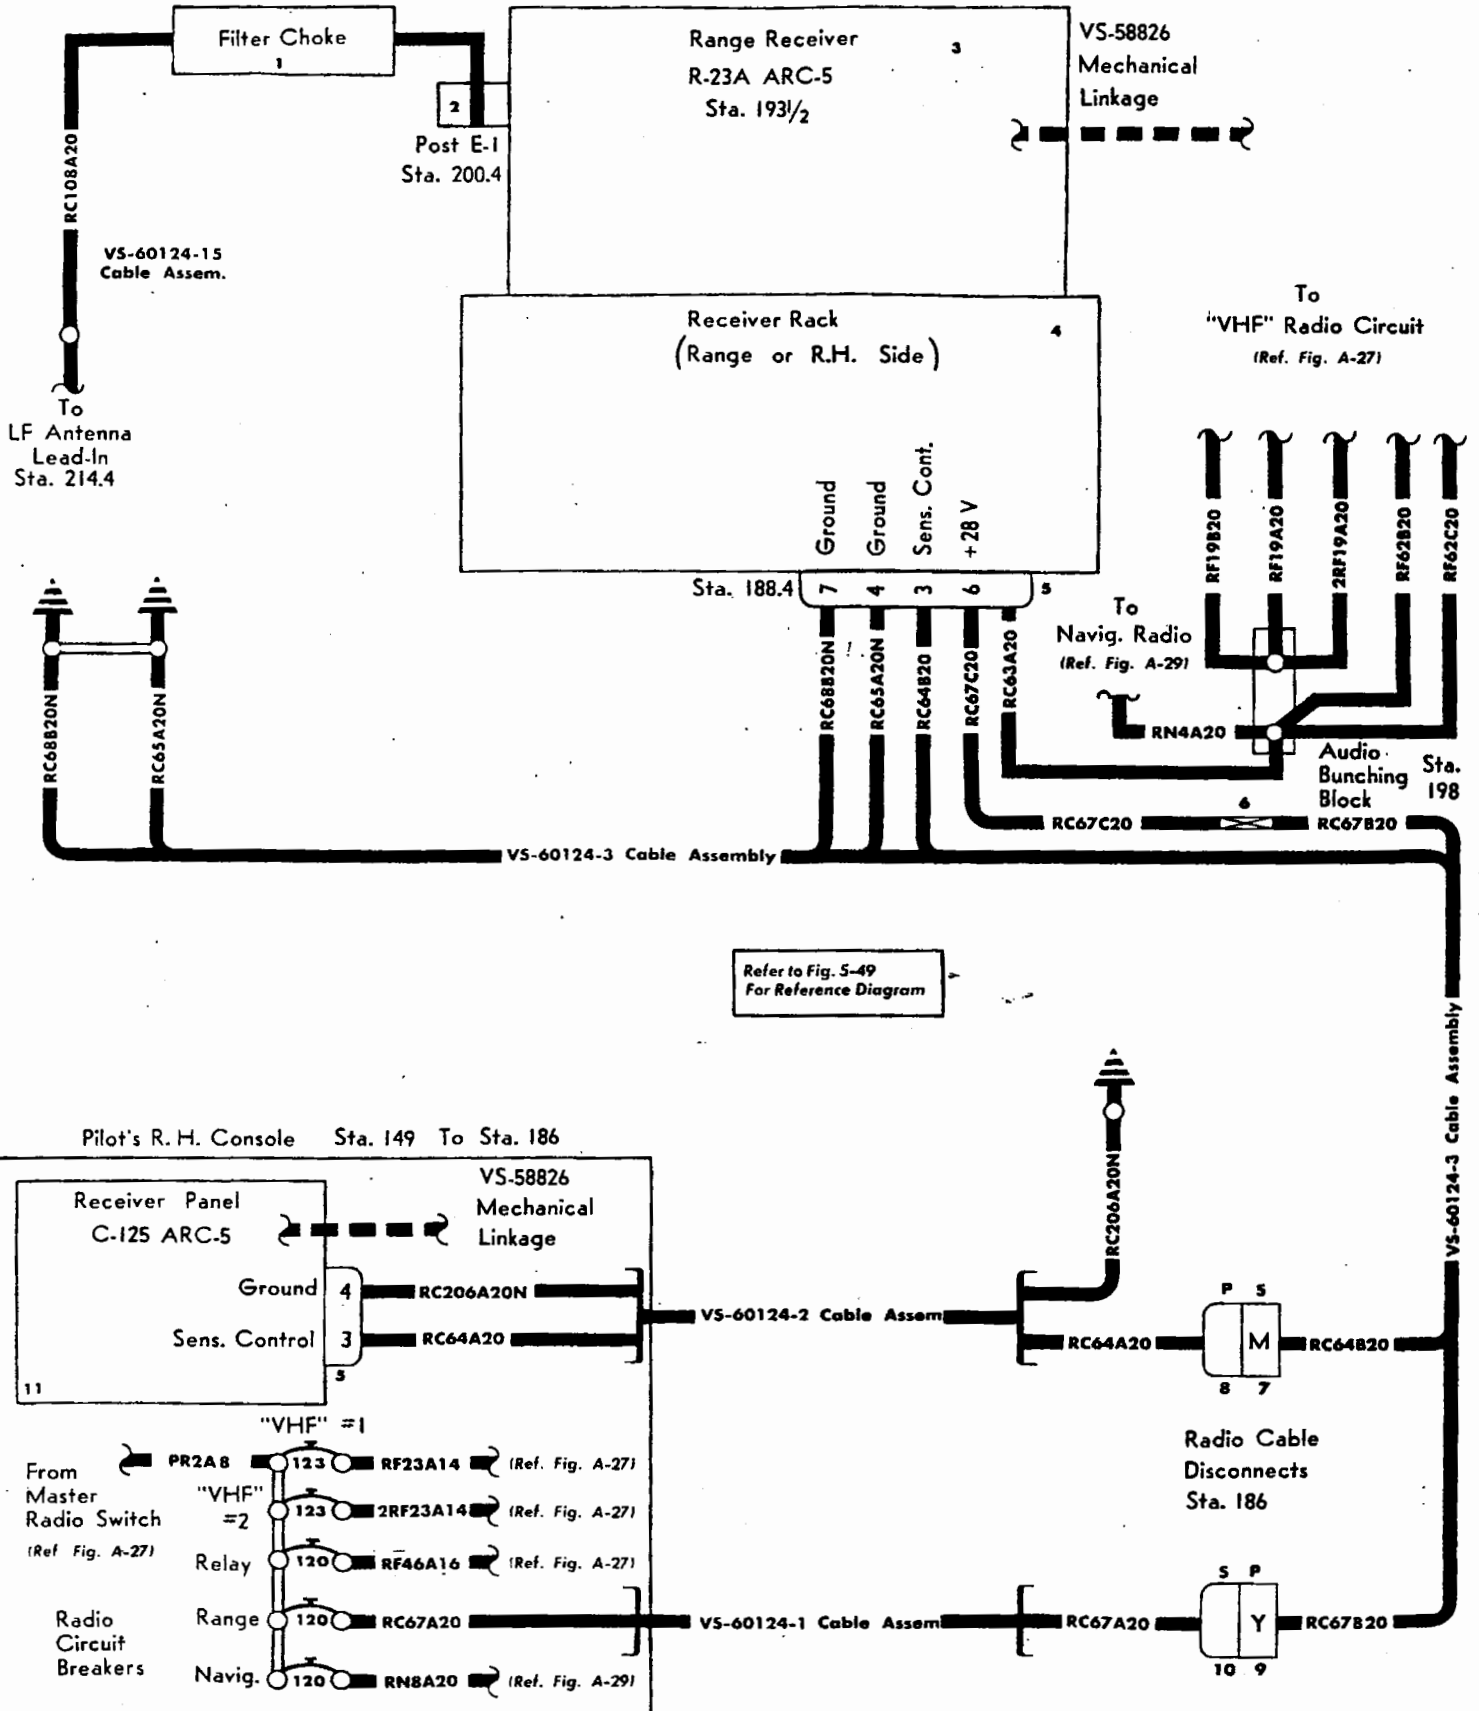 Filter Choke
1
Range Receiver
3
R-23A ARC-5
Sta. 193½
VS-58826
Mechanical
Linkage
2
Post E-1
Sta. 200.4
RC108A20
VS-60124-15
Cable Assem.
To
LF Antenna
Lead-In
Sta. 214.4
Receiver Rack
4
(Range or R.H. Side)
To
"VHF" Radio Circuit
(Ref. Fig. A-27)
Ground
Ground
Sens. Cont.
+28 V
Sta. 188.4
7
4
3
6
5
RF19B20
RF19A20
2RF19A20
RF62B20
RF62C20
To
Navig. Radio
(Ref. Fig. A-29)
RN4A20
Audio
Bunching
Block
Sta.
198
RC68B20N
RC65A20N
RC68B20N
RC65A20N
RC64B20
RC67C20
RC63A20
RC67C20
6
RC67B20
VS-60124-3 Cable Assembly
VS-60124-3 Cable Assembly
Refer to Fig. 5-49
For Reference Diagram
Pilot's R. H. Console Sta. 149 To Sta. 186
Receiver Panel
C-125 ARC-5
VS-58826
Mechanical
Linkage
Ground
4
RC206A20N
Sens. Control
3
RC64A20
5
11
VS-60124-2 Cable Assem
RC206A20N
RC64A20
P S
M
8 7
RC64B20
Radio Cable
Disconnects
Sta. 186
"VHF" =1
From
Master
Radio Switch
(Ref Fig. A-27)
PR2A8
123
RF23A14
(Ref. Fig. A-27)
"VHF"
=2
123
2RF23A14
(Ref. Fig. A-27)
Relay
120
RF46A16
(Ref. Fig. A-27)
Radio
Circuit
Breakers
Range
120
RC67A20
VS-60124-1 Cable Assem
RC67A20
S P
Y
10 9
RC67B20
Navig.
120
RN8A20
(Ref. Fig. A-29)